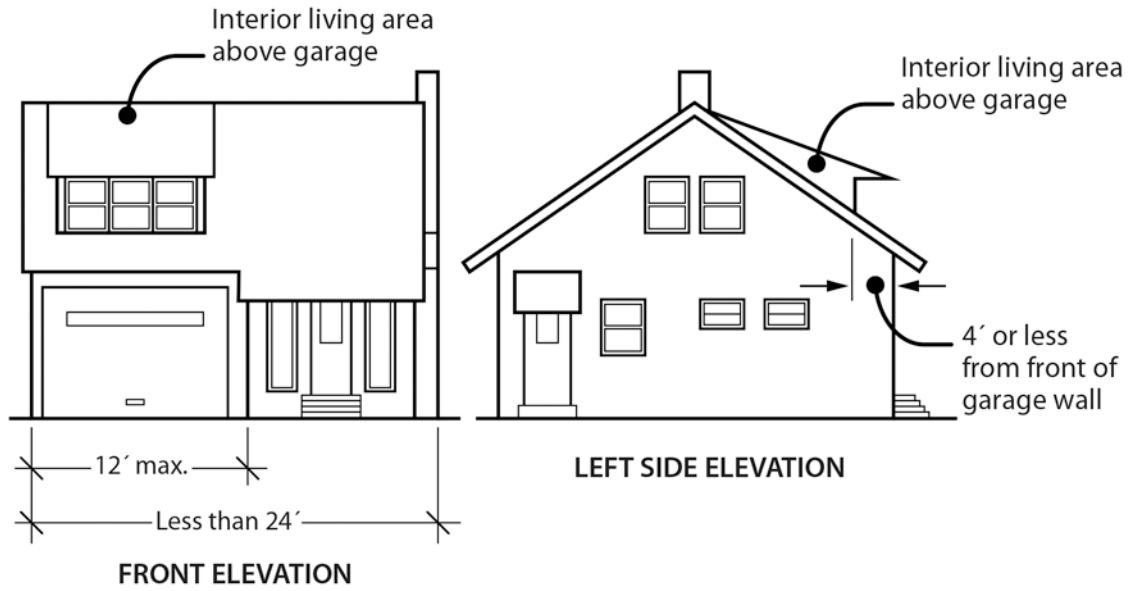 Interior living area
above garage
Interior living area
above garage
4´ or less
from front of
garage wall
12´ max.
LEFT SIDE ELEVATION
Less than 24´
FRONT ELEVATION